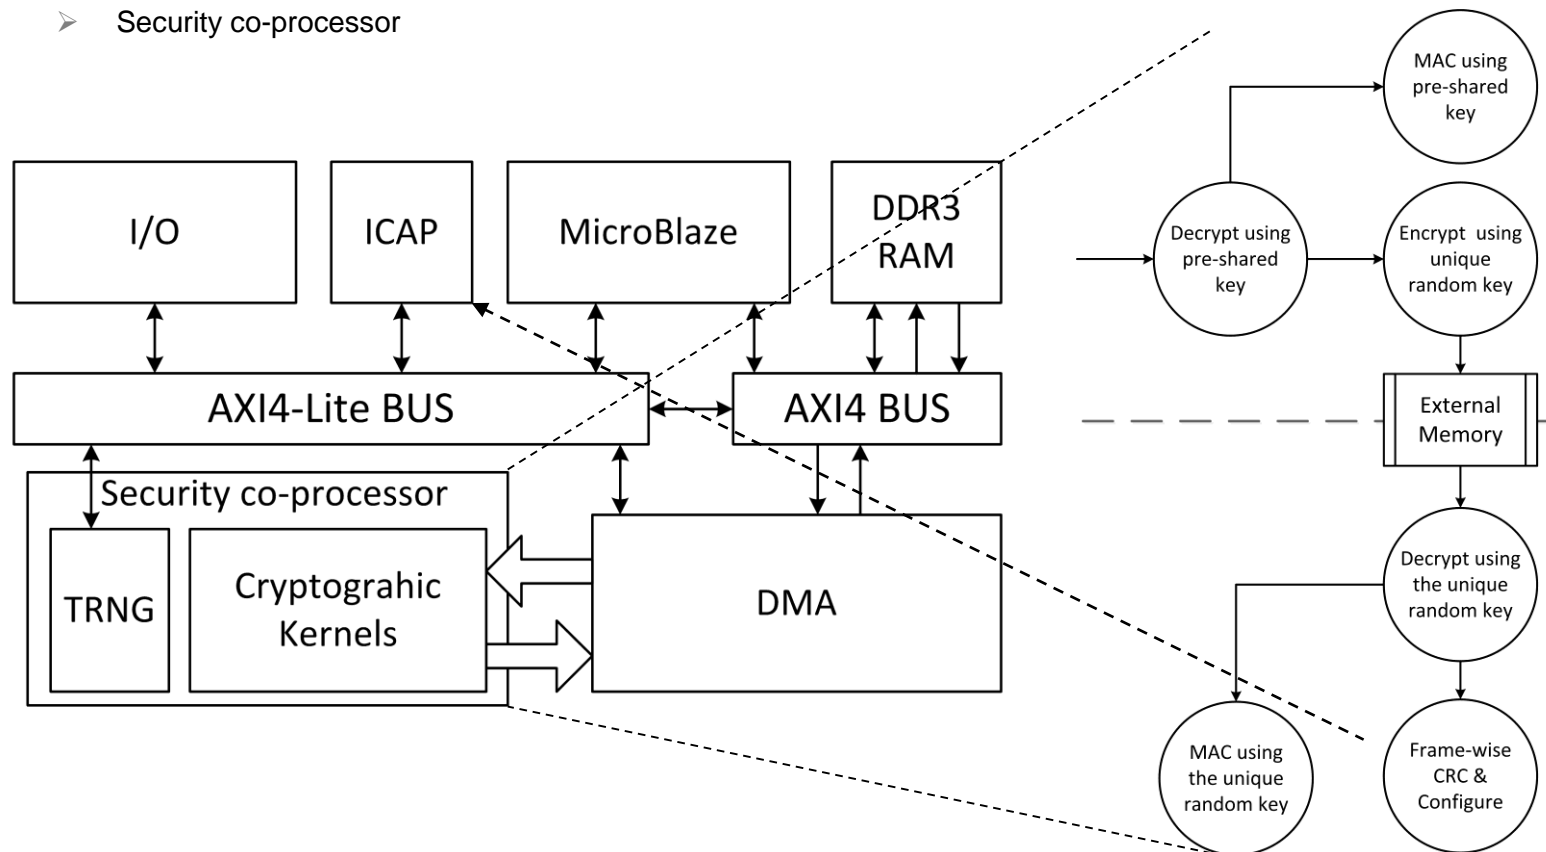 Security co-processor
I/O
ICAP
MicroBlaze
DDR3
RAM
AXI4-Lite BUS
AXI4 BUS
Security co-processor
TRNG
Cryptograhic
Kernels
DMA
MAC using
pre-shared
key
Decrypt using
pre-shared
key
Encrypt using
unique
random key
External
Memory
Decrypt using
the unique
random key
MAC using
the unique
random key
Frame-wise
CRC &
Configure